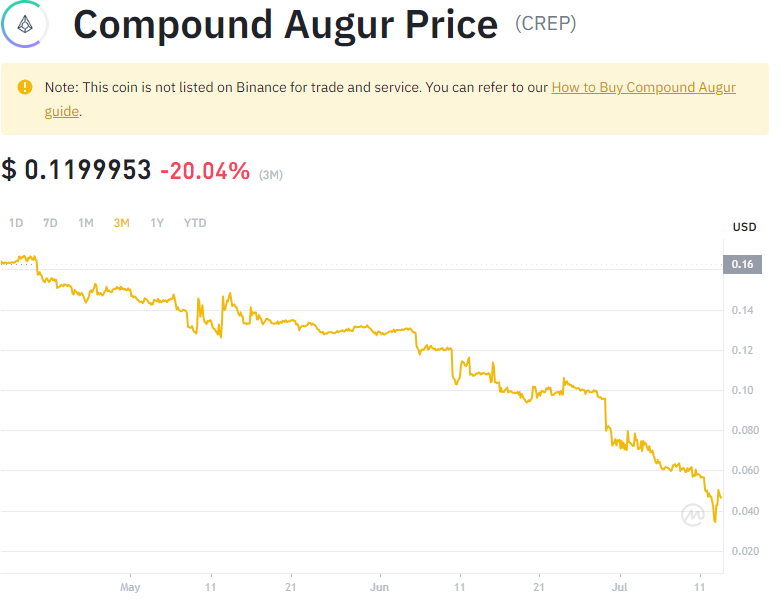 Compound Augur Price (CREP)
Note: This coin is not listed on Binance for trade and service. You can refer to our How to Buy Compound Augur
guide.
$ 0.1199953 -20.04% (3M)
1D 7D 1M 3M 1Y YTD
USD
0.16
0.14
0.12
0.10
0.080
0.060
0.040
0.020
May 11 21 Jun 11 21 Jul 11